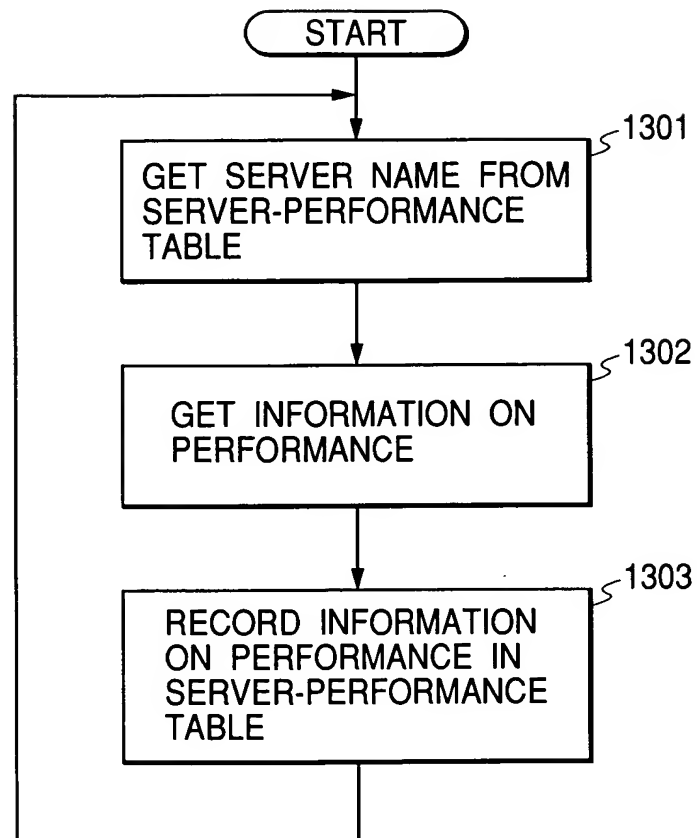 START
1301
GET SERVER NAME FROM
SERVER-PERFORMANCE
TABLE
1302
GET INFORMATION ON
PERFORMANCE
1303
RECORD INFORMATION
ON PERFORMANCE IN
SERVER-PERFORMANCE
TABLE